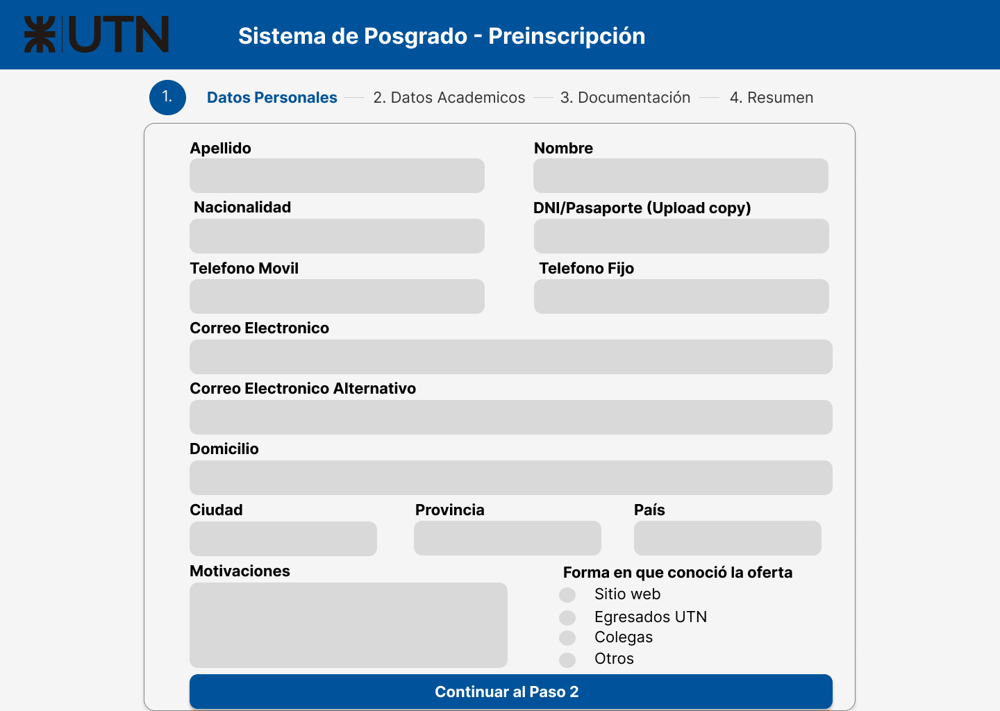 UTN
Sistema de Posgrado - Preinscripción
1. Datos Personales 2. Datos Academicos 3. Documentación 4. Resumen
Apellido Nombre
Nacionalidad DNI/Pasaporte (Upload copy)
Telefono Movil Telefono Fijo
Correo Electronico
Correo Electronico Alternativo
Domicilio
Ciudad Provincia País
Motivaciones Forma en que conoció la oferta
Sitio web
Egresados UTN
Colegas
Otros
Continuar al Paso 2